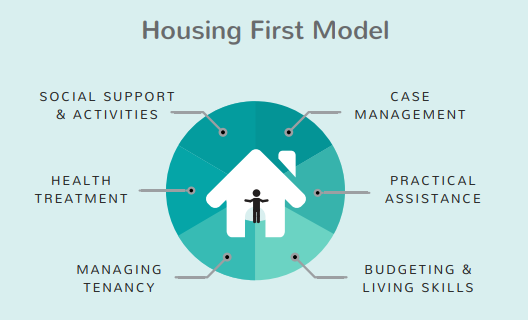 Housing First Model
SOCIAL SUPPORT
& ACTIVITIES
CASE
MANAGEMENT
HEALTH
TREATMENT
PRACTICAL
ASSISTANCE
MANAGING
TENANCY
BUDGETING &
LIVING SKILLS